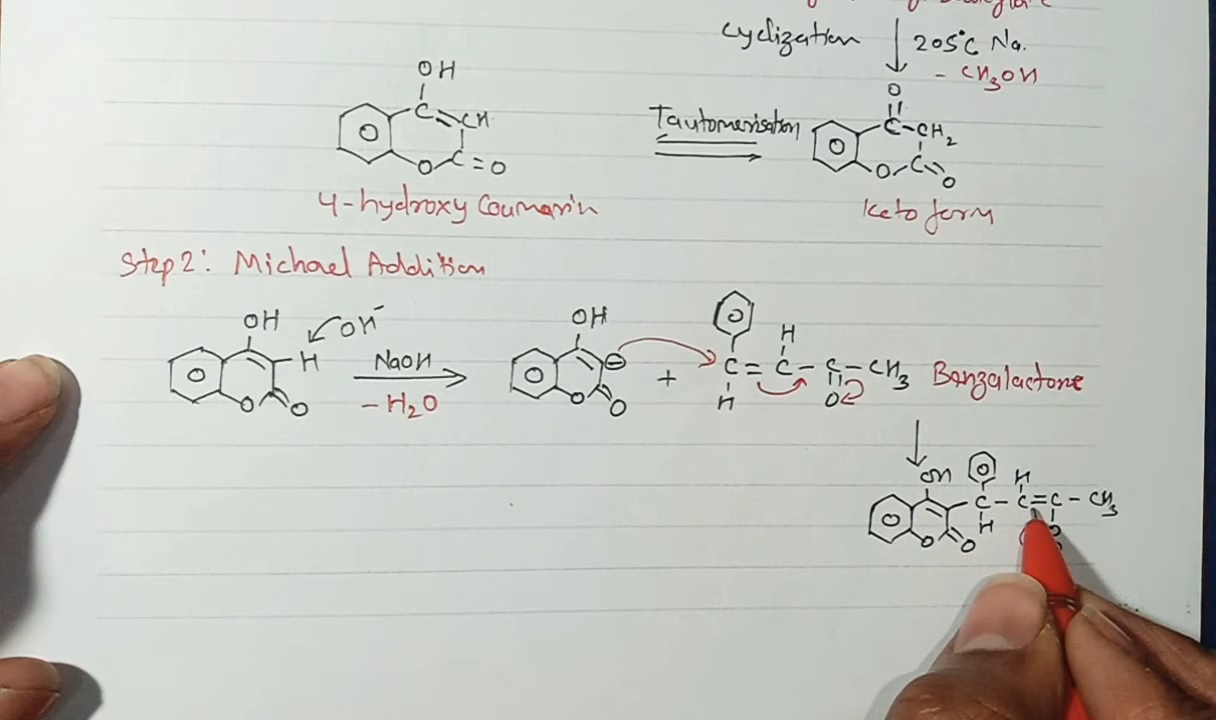 Cyclization 205°C Na.
- CH3OH
OH
C=CH
O C=O
Tautomerisation
O
C-CH2
O C O
4-hydroxy Coumarin
Keto form
Step 2: Michael Addition
OH OH-
H
O O
NaOH
- H2O
OH
⊖
O O
+
H
C = C - C - CH3
H O
Benzalactone
OH H
C - C = C - CH3
H
O O